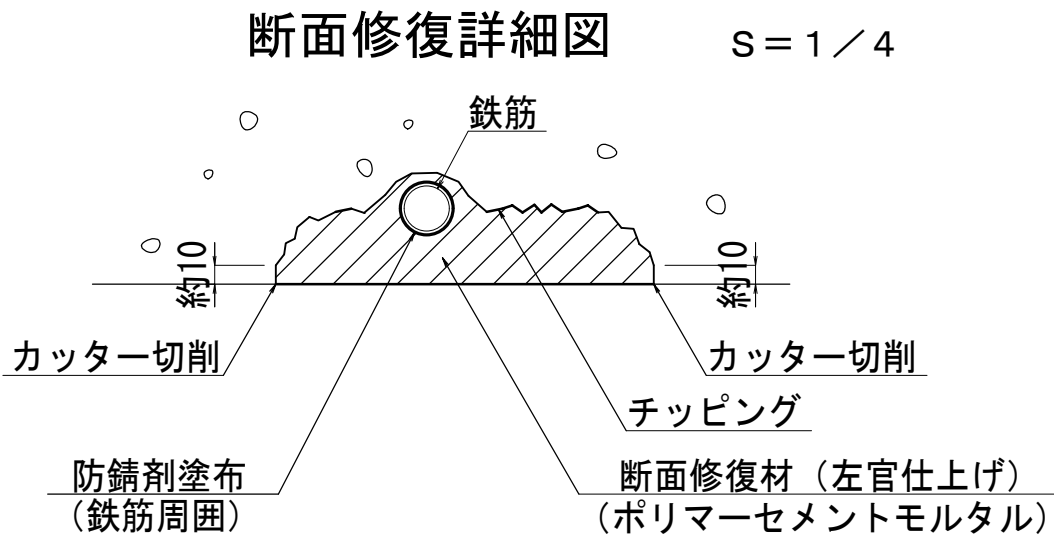 断面修復詳細図 S=1/4
鉄筋
約10
約10
カッター切削
カッター切削
チッピング
防錆剤塗布
(鉄筋周囲)
断面修復材(左官仕上げ)
(ポリマーセメントモルタル)